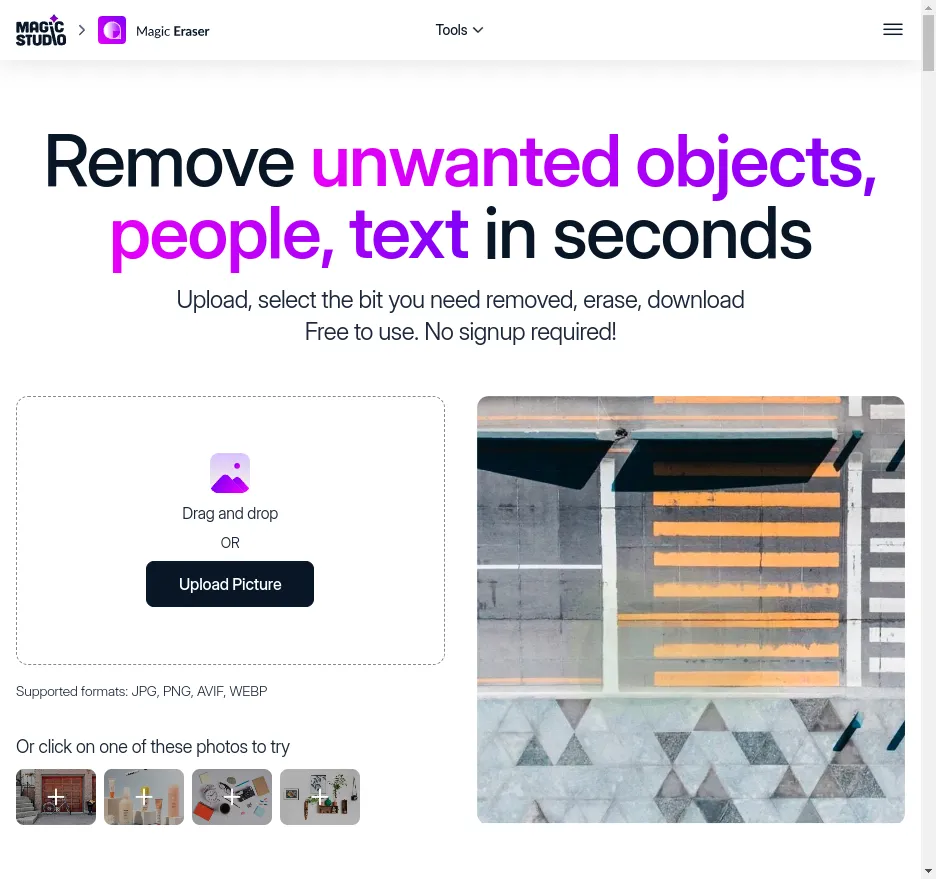 MAGIC
STUDIO
Magic Eraser
Tools
Remove unwanted objects,
people, text in seconds
Upload, select the bit you need removed, erase, download
Free to use. No signup required!
Drag and drop
OR
Upload Picture
Supported formats: JPG, PNG, AVIF, WEBP
Or click on one of these photos to try